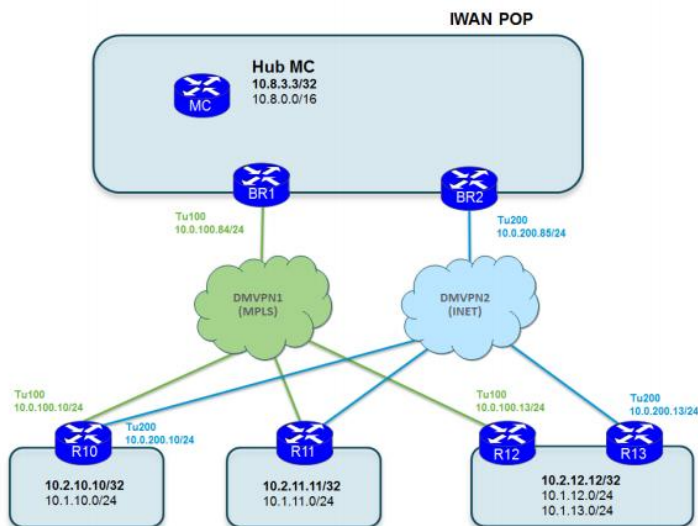 IWAN POP
Hub MC
10.8.3.3/32
10.8.0.0/16
MC
BR1
BR2
Tu100
10.0.100.84/24
Tu200
10.0.200.85/24
DMVPN1
(MPLS)
DMVPN2
(INET)
Tu100
10.0.100.10/24
Tu200
10.0.200.10/24
Tu100
10.0.100.13/24
Tu200
10.0.200.13/24
R10
R11
R12
R13
10.2.10.10/32
10.1.10.0/24
10.2.11.11/32
10.1.11.0/24
10.2.12.12/32
10.1.12.0/24
10.1.13.0/24